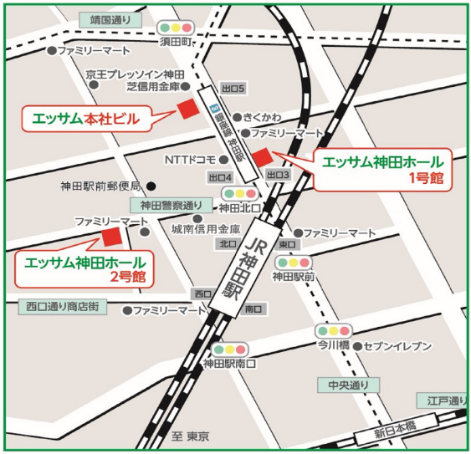 靖国通り
須田町
ファミリーマート
京王プレッソイン神田
芝信用金庫
出口5
エッサム本社ビル
きくかわ
ファミリーマート
銀座線 神田駅
NTTドコモ
エッサム神田ホール
1号館
出口4
出口3
神田駅前郵便局
神田警察通り
神田北口
ファミリーマート
城南信用金庫
エッサム神田ホール
2号館
北口
東口
ファミリーマート
JR神田駅
神田駅前
西口
南口
西口通り商店街
ファミリーマート
今川橋
セブンイレブン
神田駅南口
中央通り
江戸通り
新日本橋
至 東京